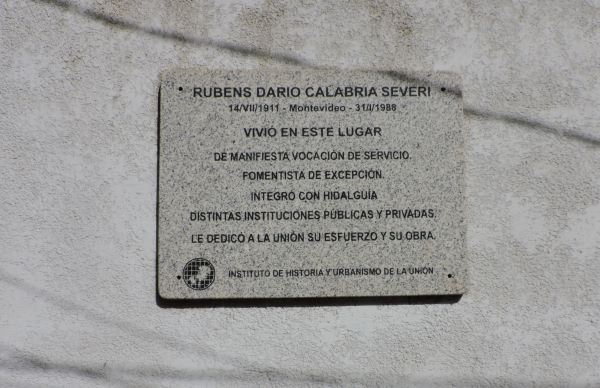 RUBENS DARIO CALABRIA SEVERI
14/VII/1911 - Montevideo - 31/I/1988
VIVIÓ EN ESTE LUGAR
DE MANIFIESTA VOCACIÓN DE SERVICIO.
FOMENTISTA DE EXCEPCIÓN.
INTEGRÓ CON HIDALGUÍA
DISTINTAS INSTITUCIONES PÚBLICAS Y PRIVADAS.
LE DEDICÓ A LA UNIÓN SU ESFUERZO Y SU OBRA.
INSTITUTO DE HISTORIA Y URBANISMO DE LA UNIÓN